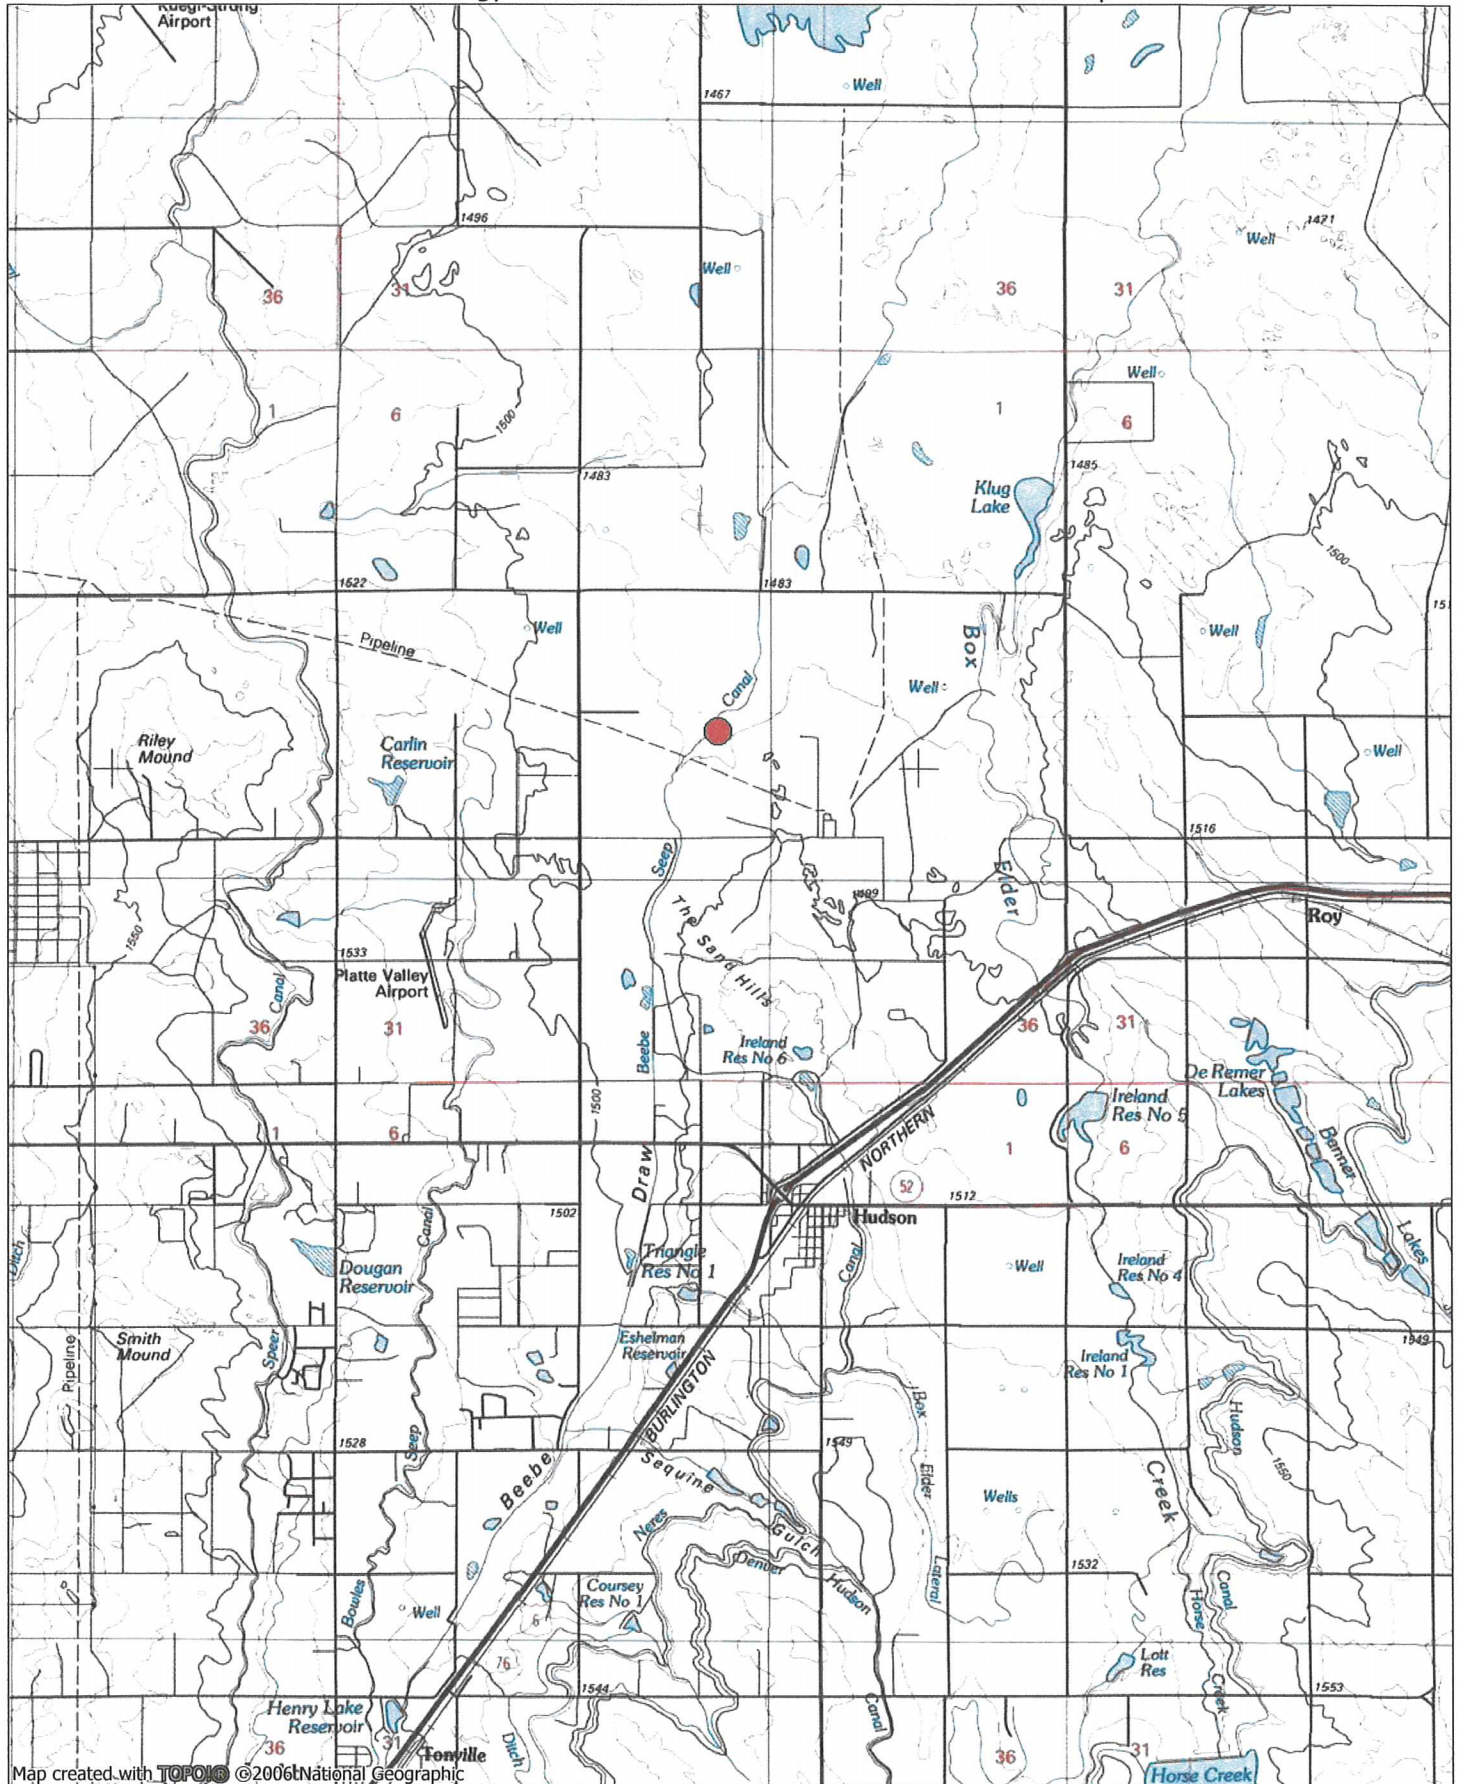 Airport
Well
1467
1496
1471
Well
Well
36
31
36
31
Well
1
6
1500
1
6
1483
1485
Klug
Lake
1500
1522
1483
Well
Box
Well
Pipeline
Canal
Well
Riley
Mound
Carlin
Reservoir
Well
1516
Seep
Elder
1499
The Sand Hills
Roy
1550
1533
Platte Valley
Airport
Canal
36
31
36
31
Beebe
Ireland
Res No 6
De Remer
Lakes
1500
Ireland
Res No 5
1
6
NORTHERN
1
6
Banner
Draw
52
1512
1502
Hudson
Lakes
Ditch
Canal
Triangle
Res No 1
Canal
Dougan
Reservoir
Well
Ireland
Res No 4
Smith
Mound
Speer
Eshelman
Reservoir
1549
Pipeline
Ireland
Res No 1
BURLINGTON
Box
Hudson
1528
Seep
1549
Beebe
Sequine
Elder
Creek
1550
Wells
Neres
Gulch
Denver
1532
Hudson
Lateral
Bowles
Well
Coursey
Res No 1
6
Horse
Canal
76
Lott
Res
1544
Creek
1553
Henry Lake
Reservoir
Canal
36
31
Tonville
Ditch
36
31
Horse Creek
Map created with TOPO!® ©2006 National Geographic